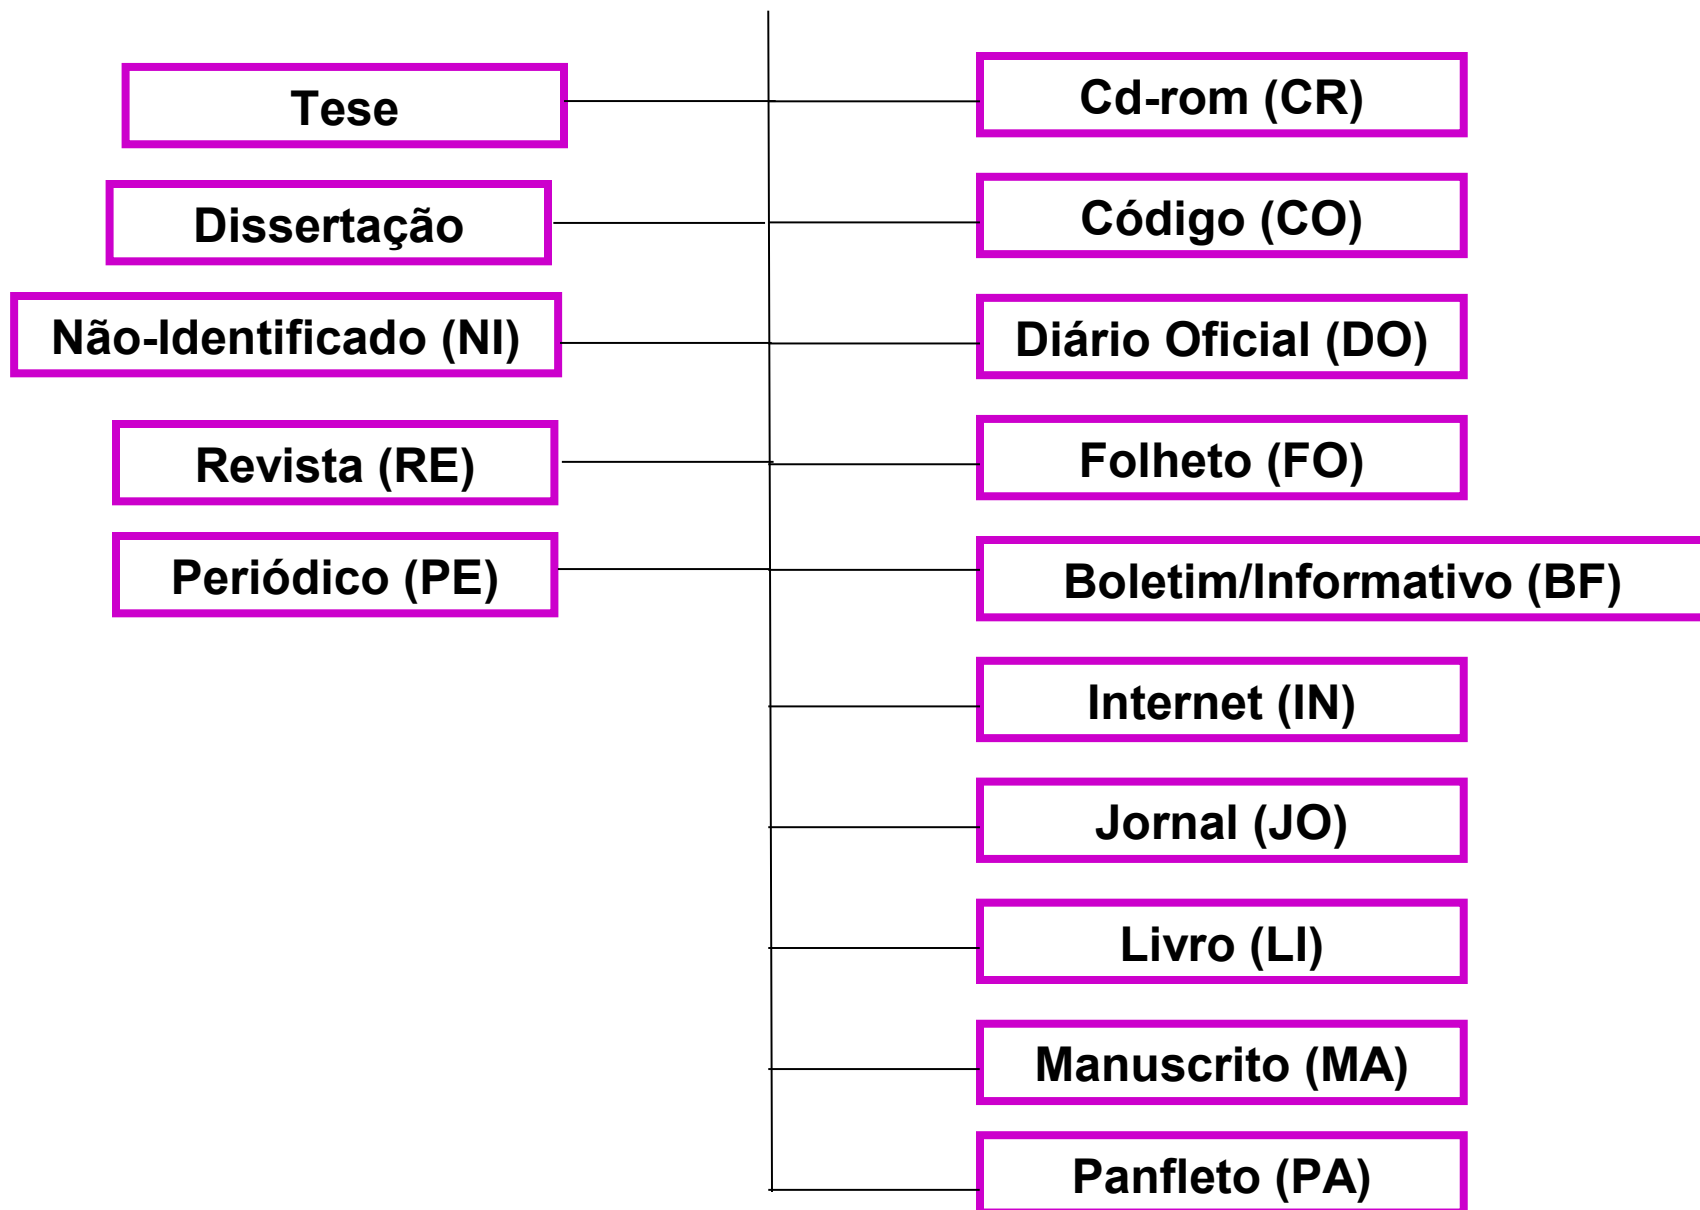 Tese
Dissertação
Não-Identificado (NI)
Revista (RE)
Periódico (PE)
Cd-rom (CR)
Código (CO)
Diário Oficial (DO)
Folheto (FO)
Boletim/Informativo (BF)
Internet (IN)
Jornal (JO)
Livro (LI)
Manuscrito (MA)
Panfleto (PA)